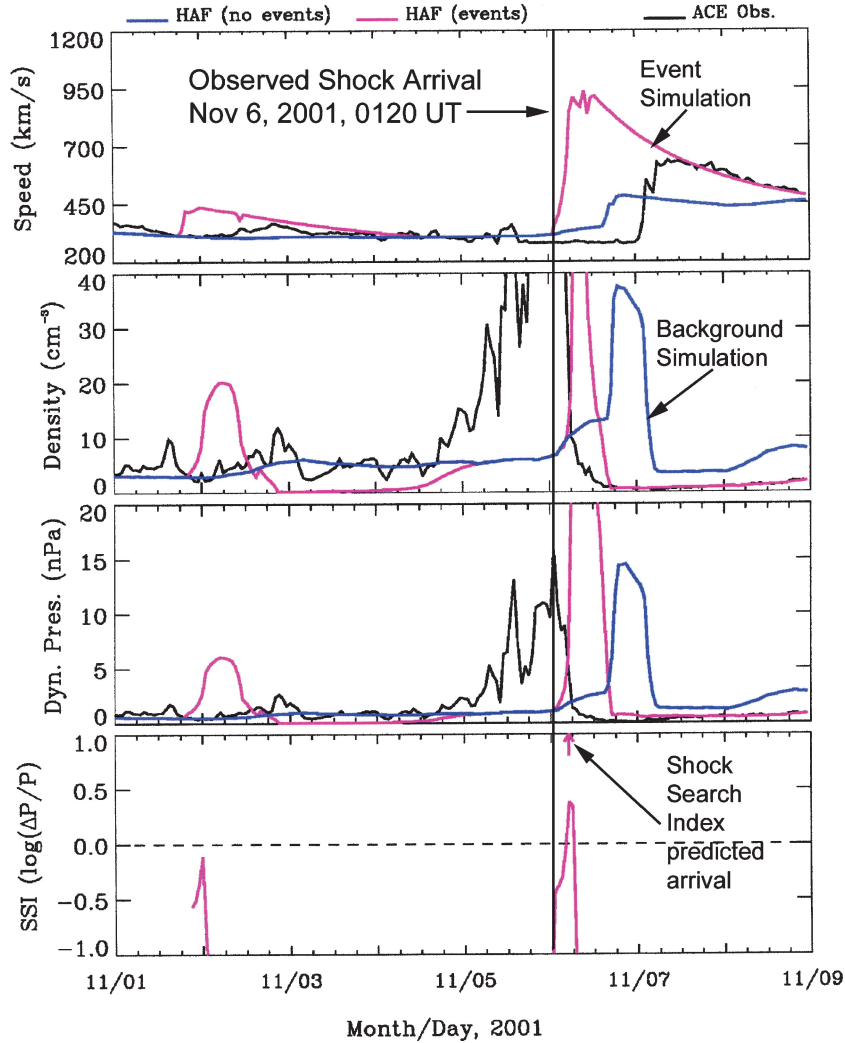 HAF (no events) HAF (events) ACE Obs.
1200
950
700
450
200
Speed (km/s)
Observed Shock Arrival
Nov 6, 2001, 0120 UT
Event
Simulation
40
30
20
10
0
Density (cm⁻³)
Background
Simulation
20
15
10
5
0
Dyn. Pres. (nPa)
1.0
0.5
0.0
−0.5
−1.0
SSI (log(ΔP/P)
Shock
Search
Index
predicted
arrival
11/01 11/03 11/05 11/07 11/09
Month/Day, 2001